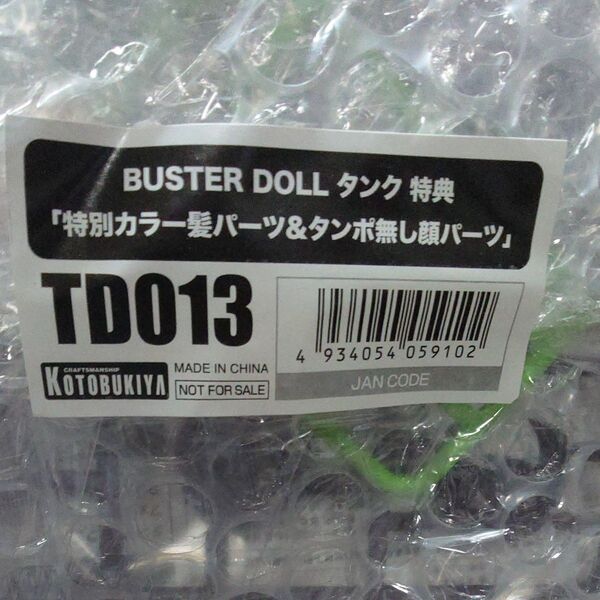 BUSTER DOLL タンク 特典
「特別カラー髪パーツ&タンポ無し顔パーツ」
TD013
4 934054 059102
JAN CODE
CRAFTSMANSHIP
KOTOBUKIYA
MADE IN CHINA
NOT FOR SALE